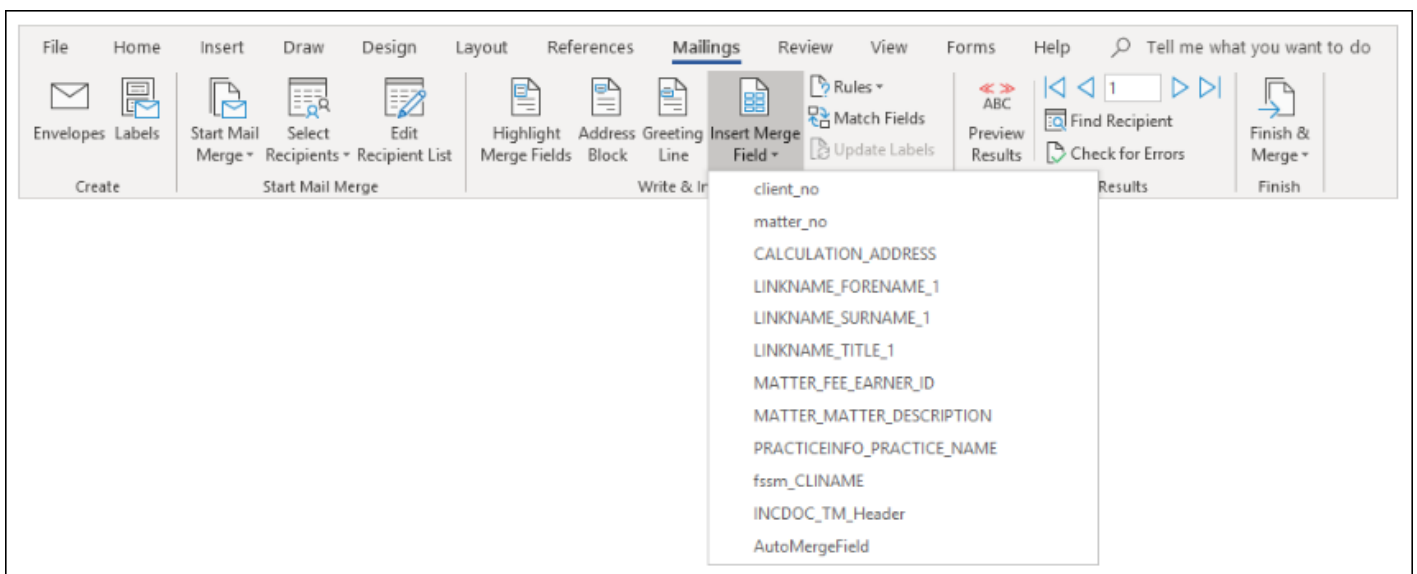 File Home Insert Draw Design Layout References Mailings Review View Forms Help Tell me what you want to do
Envelopes Labels Start Mail Merge Select Recipients Edit Recipient List Highlight Merge Fields Address Block Greeting Line Insert Merge Field
Rules
Match Fields
Update Labels
ABC
Preview Results
1
Find Recipient
Check for Errors
Finish & Merge
Create Start Mail Merge Write & In Results Finish
client_no
matter_no
CALCULATION_ADDRESS
LINKNAME_FORENAME_1
LINKNAME_SURNAME_1
LINKNAME_TITLE_1
MATTER_FEE_EARNER_ID
MATTER_MATTER_DESCRIPTION
PRACTICEINFO_PRACTICE_NAME
fssm_CLINAME
INCDOC_TM_Header
AutoMergeField